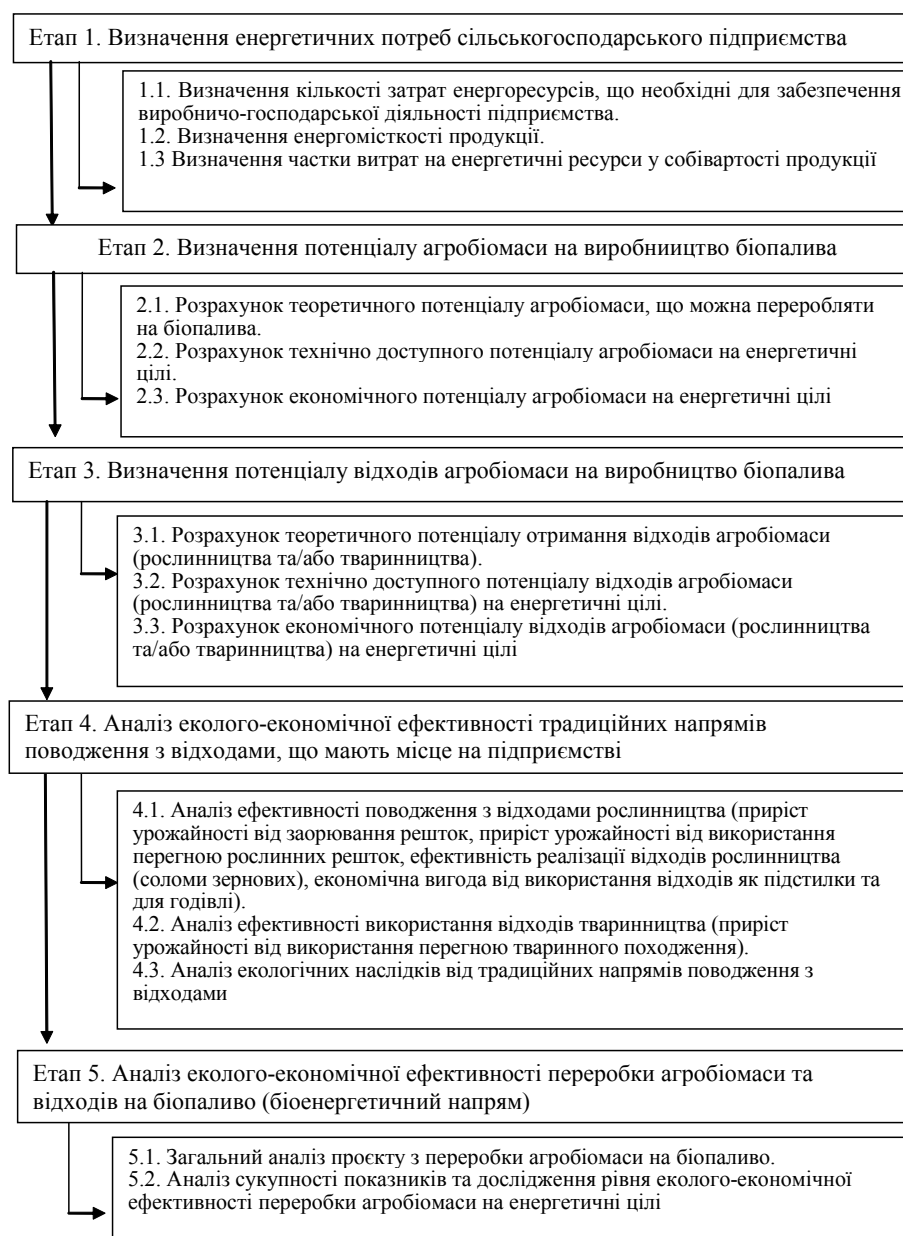 Етап 1. Визначення енергетичних потреб сільськогосподарського підприємства
1.1. Визначення кількості затрат енергоресурсів, що необхідні для забезпечення
виробничо-господарської діяльності підприємства.
1.2. Визначення енергомісткості продукції.
1.3 Визначення частки витрат на енергетичні ресурси у собівартості продукції
Етап 2. Визначення потенціалу агробіомаси на виробниицтво біопалива
2.1. Розрахунок теоретичного потенціалу агробіомаси, що можна переробляти
на біопалива.
2.2. Розрахунок технічно доступного потенціалу агробіомаси на енергетичні
цілі.
2.3. Розрахунок економічного потенціалу агробіомаси на енергетичні цілі
Етап 3. Визначення потенціалу відходів агробіомаси на виробництво біопалива
3.1. Розрахунок теоретичного потенціалу отримання відходів агробіомаси
(рослинництва та/або тваринництва).
3.2. Розрахунок технічно доступного потенціалу відходів агробіомаси
(рослинництва та/або тваринництва) на енергетичні цілі.
3.3. Розрахунок економічного потенціалу відходів агробіомаси (рослинництва
та/або тваринництва) на енергетичні цілі
Етап 4. Аналіз еколого-економічної ефективності традиційних напрямів
поводження з відходами, що мають місце на підприємстві
4.1. Аналіз ефективності поводження з відходами рослинництва (приріст
урожайності від заорювання решток, приріст урожайності від використання
перегною рослинних решток, ефективність реалізації відходів рослинництва
(соломи зернових), економічна вигода від використання відходів як підстилки та
для годівлі).
4.2. Аналіз ефективності використання відходів тваринництва (приріст
урожайності від використання перегною тваринного походження).
4.3. Аналіз екологічних наслідків від традиційних напрямів поводження з
відходами
Етап 5. Аналіз еколого-економічної ефективності переробки агробіомаси та
відходів на біопаливо (біоенергетичний напрям)
5.1. Загальний аналіз проєкту з переробки агробіомаси на біопаливо.
5.2. Аналіз сукупності показників та дослідження рівня еколого-економічної
ефективності переробки агробіомаси на енергетичні цілі